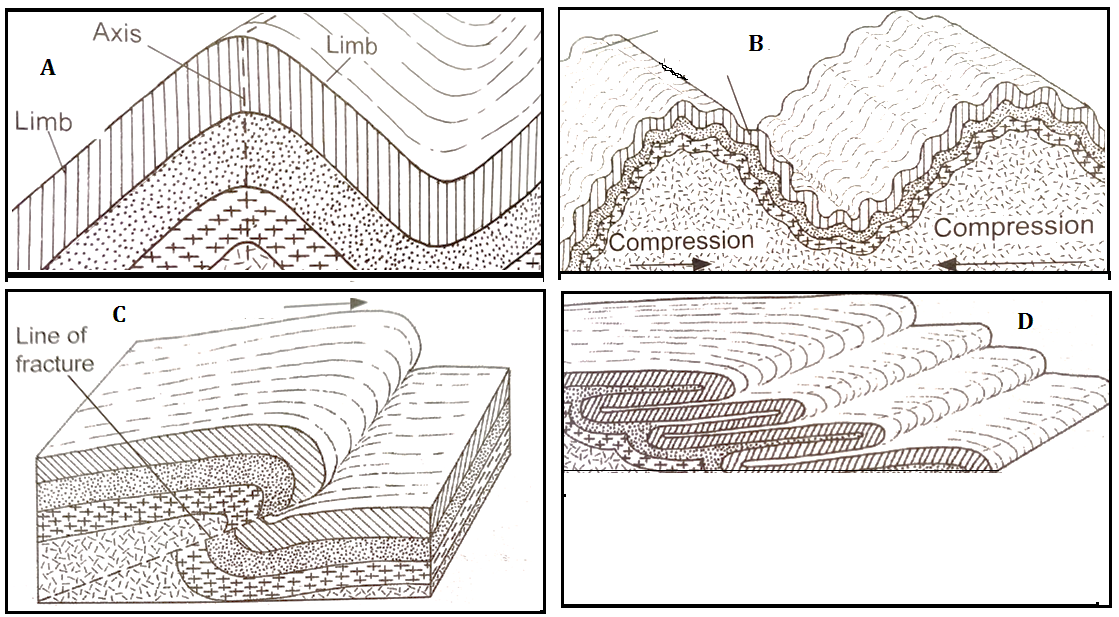 A
Axis
Limb
Limb
B
Compression
Compression
C
Line of
fracture
D